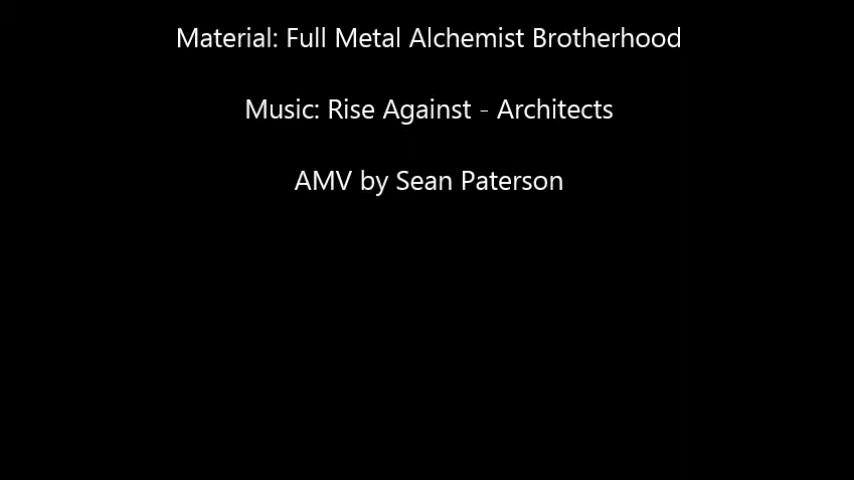 Material: Full Metal Alchemist Brotherhood
Music: Rise Against - Architects
AMV by Sean Paterson